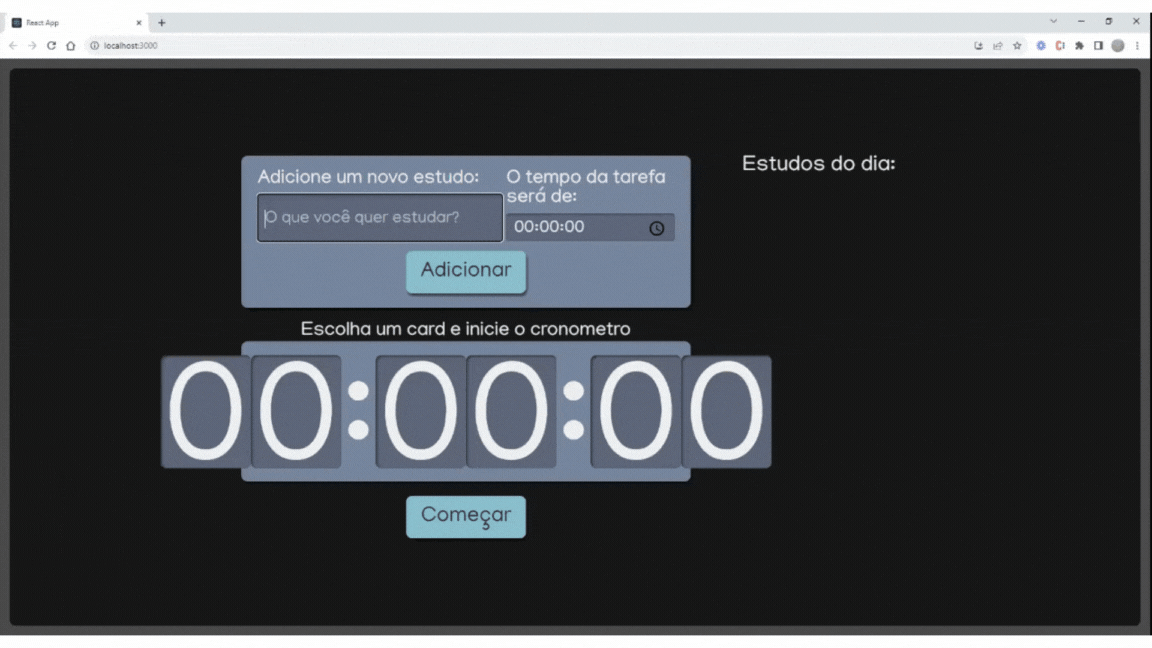 React App
localhost:3000
Adicione um novo estudo:
O que você quer estudar?
O tempo da tarefa
será de:
00:00:00
Adicionar
Estudos do dia:
Escolha um card e inicie o cronometro
00:00:00
Começar